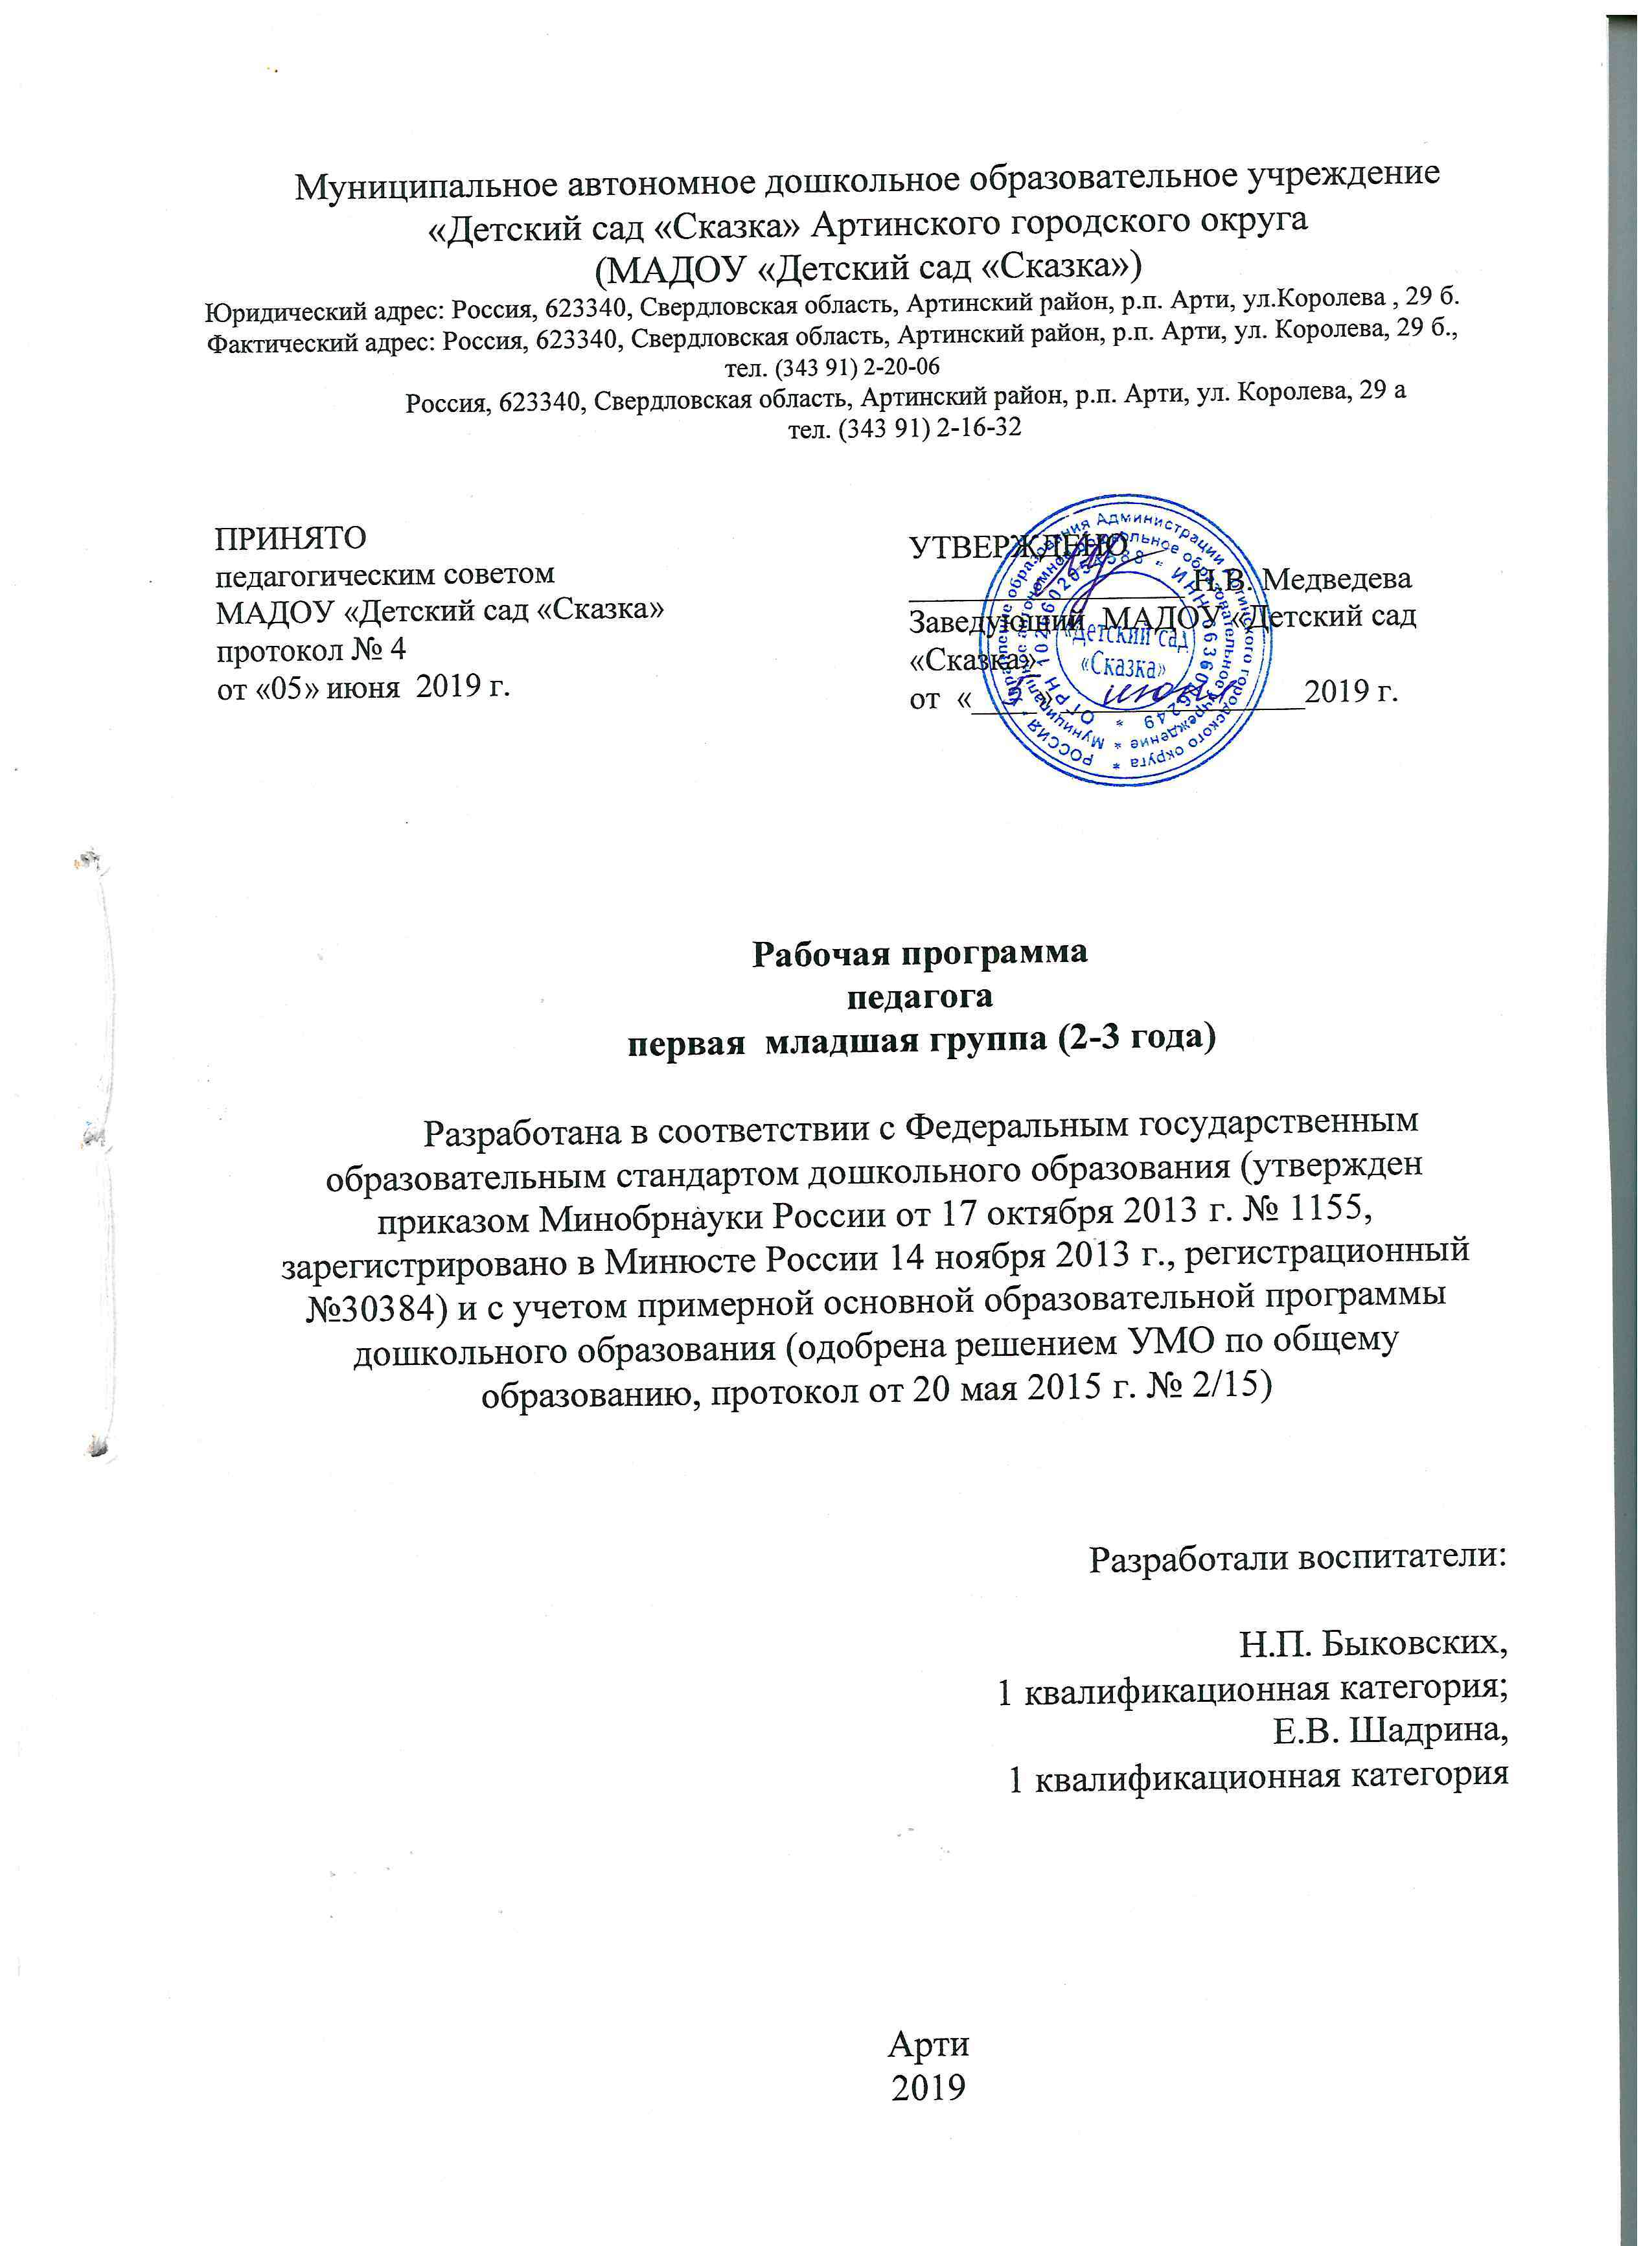 Муниципальное автономное дошкольное образовательное учреждение
«Детский сад «Сказка» Артинского городского округа
(МАДОУ «Детский сад «Сказка»)
Юридический адрес: Россия, 623340, Свердловская область, Артинский район, р.п. Арти, ул.Королева , 29 б.
Фактический адрес: Россия, 623340, Свердловская область, Артинский район, р.п. Арти, ул. Королева, 29 б.,
тел. (343 91) 2-20-06
Россия, 623340, Свердловская область, Артинский район, р.п. Арти, ул. Королева, 29 а
тел. (343 91) 2-16-32
ПРИНЯТО
педагогическим советом
МАДОУ «Детский сад «Сказка»
протокол № 4
от «05» июня 2019 г.
УТВЕРЖДЕНО
Н.В. Медведева
Заведующий МАДОУ «Детский сад
«Сказка»
от « » июня 2019 г.
Детский сад
«Сказка»
Рабочая программа
педагога
первая младшая группа (2-3 года)
Разработана в соответствии с Федеральным государственным
образовательным стандартом дошкольного образования (утвержден
приказом Минобрнауки России от 17 октября 2013 г. № 1155,
зарегистрировано в Минюсте России 14 ноября 2013 г., регистрационный
№30384) и с учетом примерной основной образовательной программы
дошкольного образования (одобрена решением УМО по общему
образованию, протокол от 20 мая 2015 г. № 2/15)
Разработали воспитатели:
Н.П. Быковских,
1 квалификационная категория;
Е.В. Шадрина,
1 квалификационная категория
Арти
2019